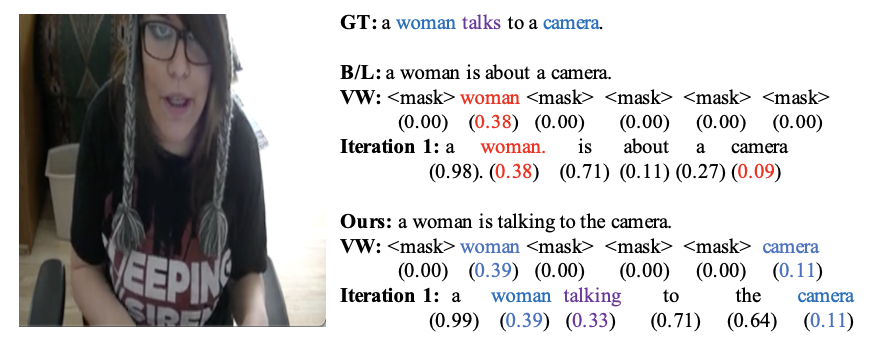 GT: a woman talks to a camera.
B/L: a woman is about a camera.
VW: <mask> woman <mask> <mask> <mask> <mask>
(0.00) (0.38) (0.00) (0.00) (0.00) (0.00)
Iteration 1: a woman. is about a camera
(0.98). (0.38) (0.71) (0.11) (0.27) (0.09)
Ours: a woman is talking to the camera.
VW: <mask> woman <mask> <mask> <mask> camera
(0.00) (0.39) (0.00) (0.00) (0.00) (0.11)
Iteration 1: a woman talking to the camera
(0.99) (0.39) (0.33) (0.71) (0.64) (0.11)
EEPING
SIREN